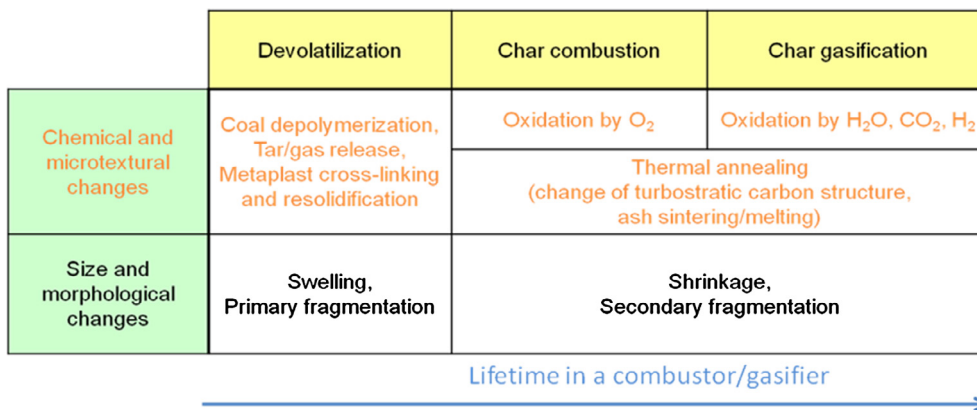 Devolatilization
Char combustion
Char gasification
Chemical and
microtextural
changes
Coal depolymerization,
Tar/gas release,
Metaplast cross-linking
and resolidification
Oxidation by O₂
Oxidation by H₂O, CO₂, H₂
Thermal annealing
(change of turbostratic carbon structure,
ash sintering/melting)
Size and
morphological
changes
Swelling,
Primary fragmentation
Shrinkage,
Secondary fragmentation
Lifetime in a combustor/gasifier